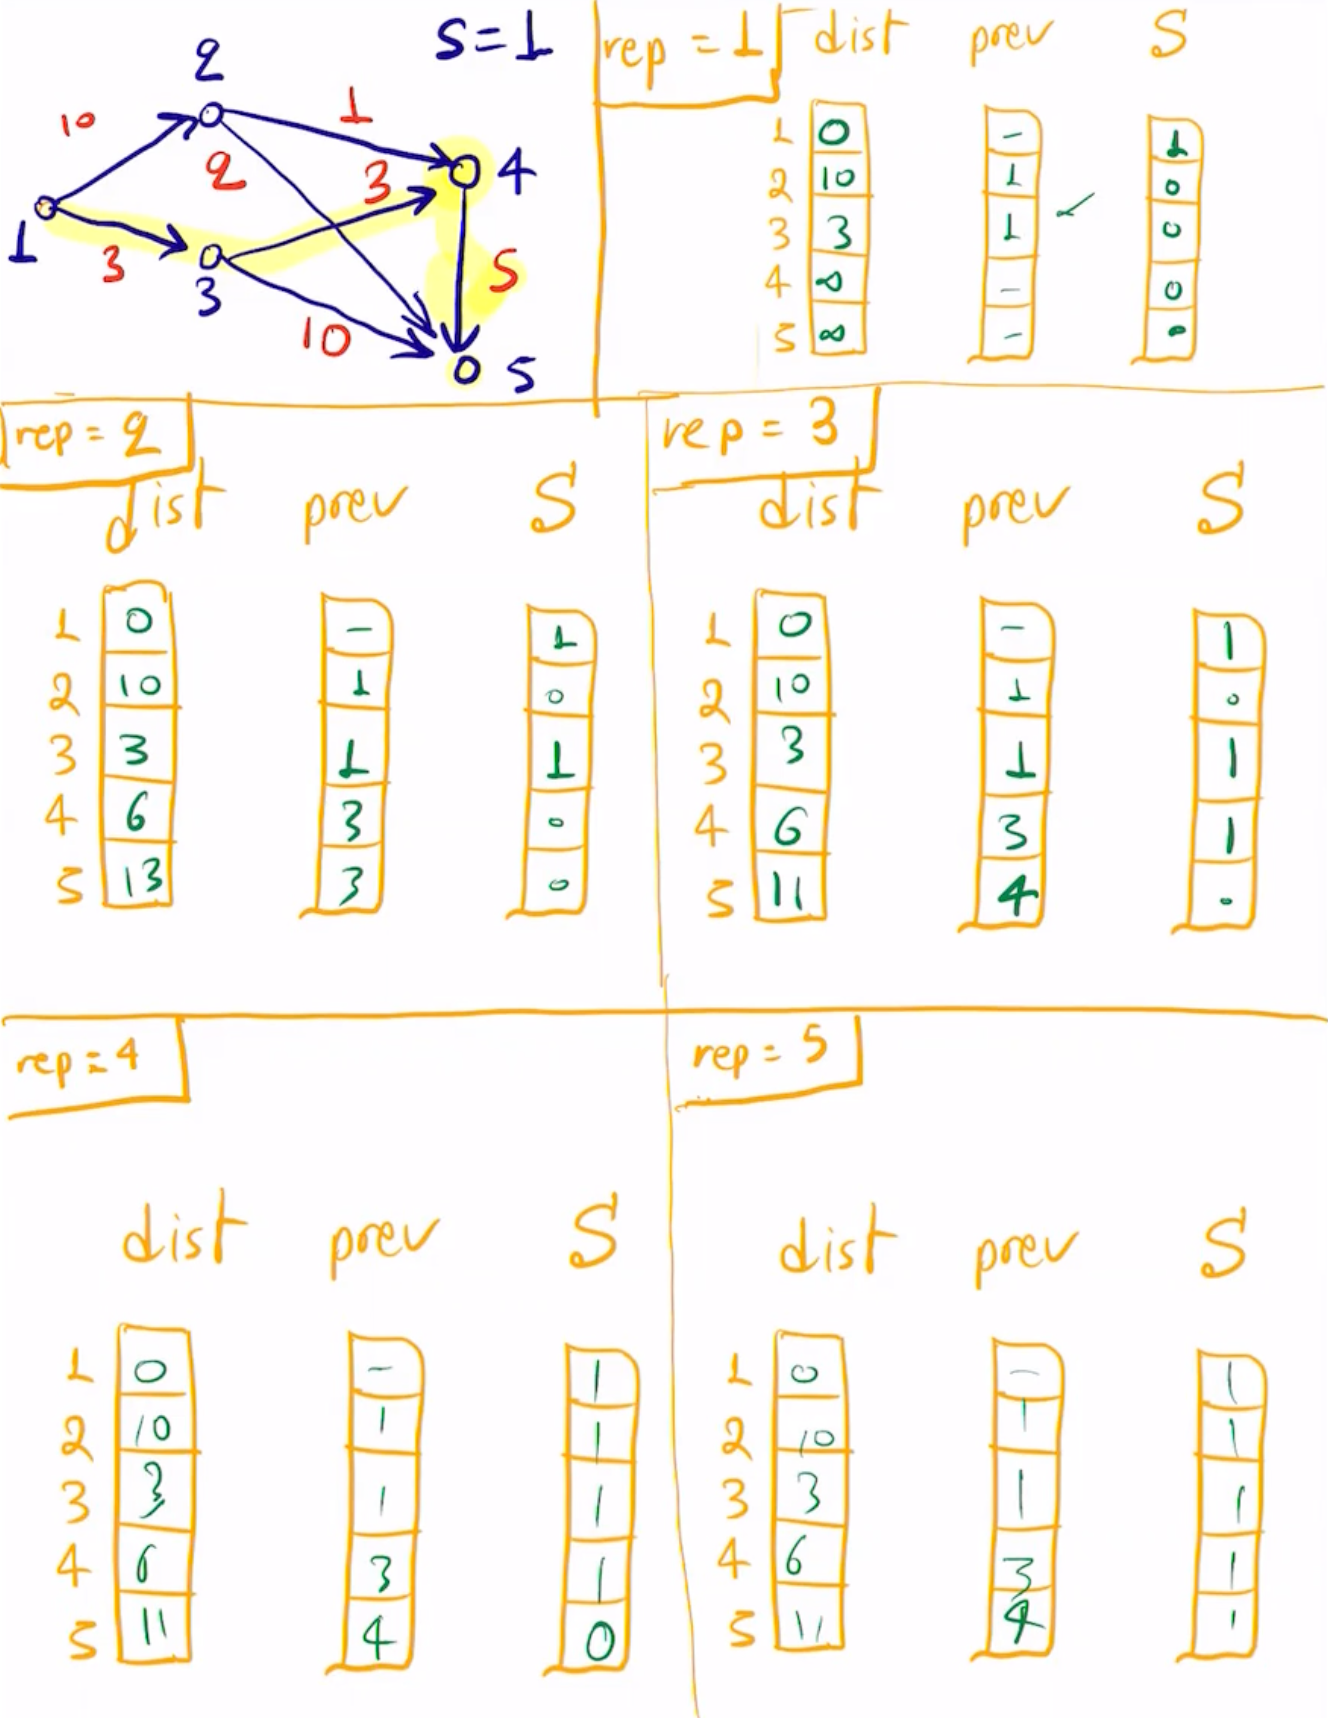 S=1
2
10
1
2
3
4
1
3
3
5
10
5
rep = 1
dist prev S
1 0 - 1
2 10 1 0
3 3 1 0
4 ∞ - 0
5 ∞ - 0
rep = 2
dist prev S
1 0 - 1
2 10 1 0
3 3 1 1
4 6 3 0
5 13 3 0
rep = 3
dist prev S
1 0 - 1
2 10 1 0
3 3 1 1
4 6 3 1
5 11 4 0
rep = 4
dist prev S
1 0 - 1
2 10 1 1
3 3 1 1
4 6 3 1
5 11 4 0
rep = 5
dist prev S
1 0 - 1
2 10 1 1
3 3 1 1
4 6 3 1
5 11 4 1